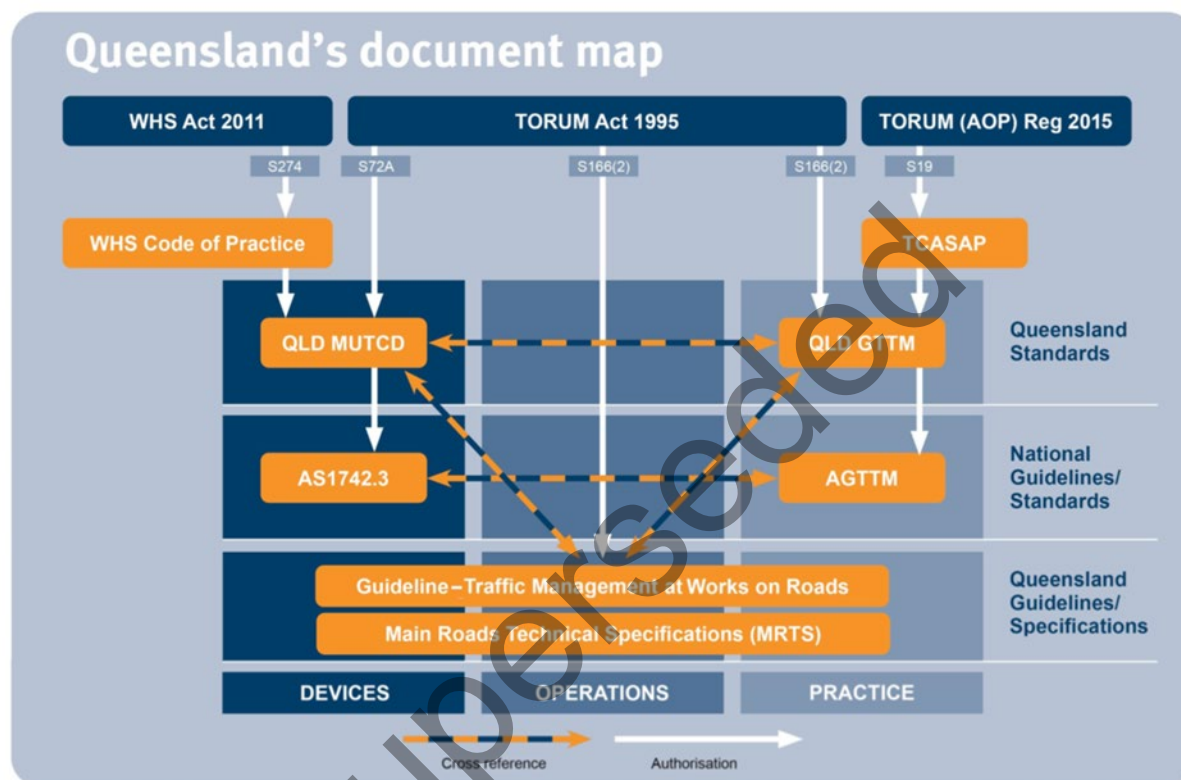 Queensland's document map
WHS Act 2011
TORUM Act 1995
TORUM (AOP) Reg 2015
S274
S72A
S166(2)
S166(2)
S19
WHS Code of Practice
TCASAP
QLD MUTCD
QLD GTTM
Queensland
Standards
AS1742.3
AGTTM
National
Guidelines/
Standards
Guideline–Traffic Management at Works on Roads
Main Roads Technical Specifications (MRTS)
Queensland
Guidelines/
Specifications
DEVICES
OPERATIONS
PRACTICE
Cross reference
Authorisation
Superseded